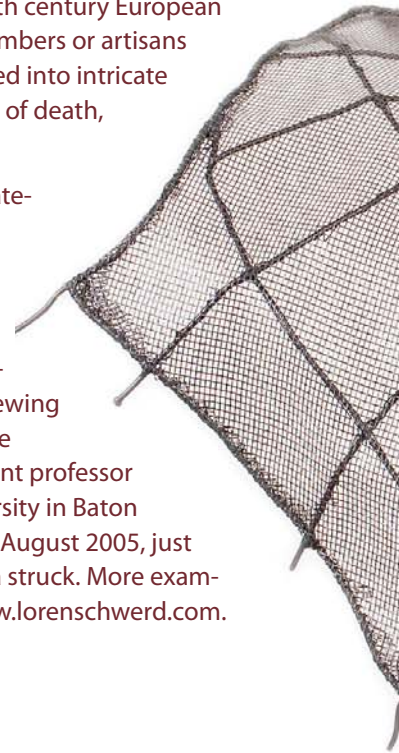 th century European
mbers or artisans
ed into intricate
of death,
ate-
-
ewing
e
nt professor
rsity in Baton
August 2005, just
struck. More exam-
w.lorenschwerd.com.